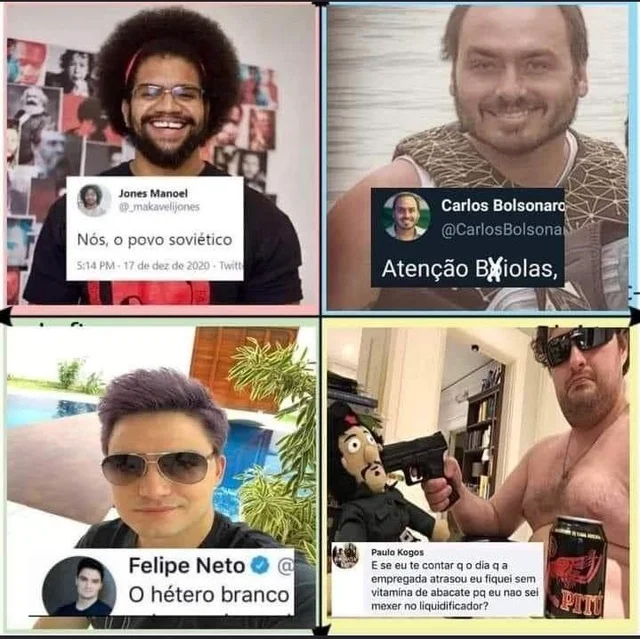 Jones Manoel
@_makavelijones
Nós, o povo soviético
5:14 PM · 17 de dez de 2020 · Twitt
Carlos Bolsonaro
@CarlosBolsona
Atenção BXiolas,
Felipe Neto @
O hétero branco
Paulo Kogos
E se eu te contar q o dia q a
empregada atrasou eu fiquei sem
vitamina de abacate pq eu nao sei
mexer no liquidificador?
PITÚ